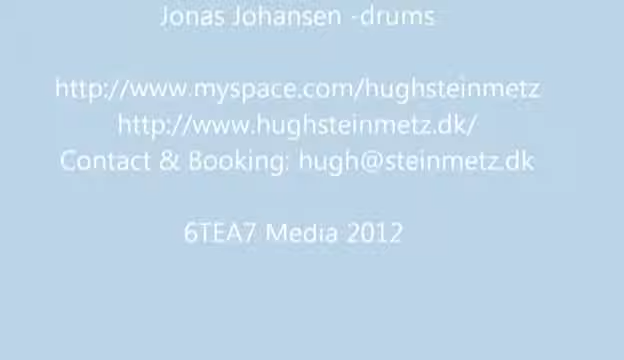 Jonas Johansen -drums
http://www.myspace.com/hughsteinmetz
http://www.hughsteinmetz.dk/
Contact & Booking: hugh@steinmetz.dk
6TEA7 Media 2012